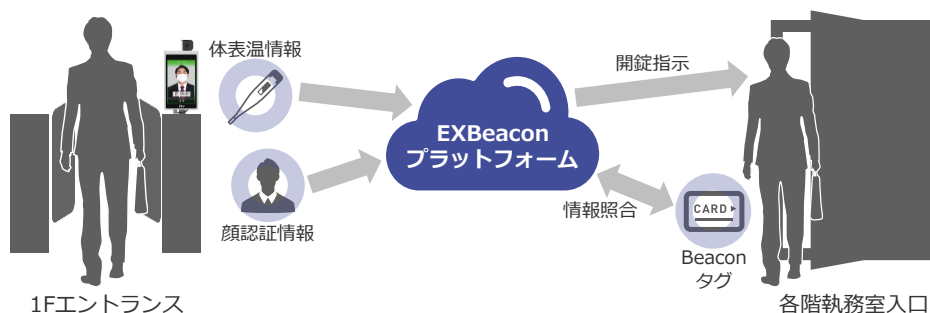 体表温情報
顔認証情報
1Fエントランス
EXBeacon
プラットフォーム
開錠指示
情報照合
CARD
Beacon
タグ
各階執務室入口